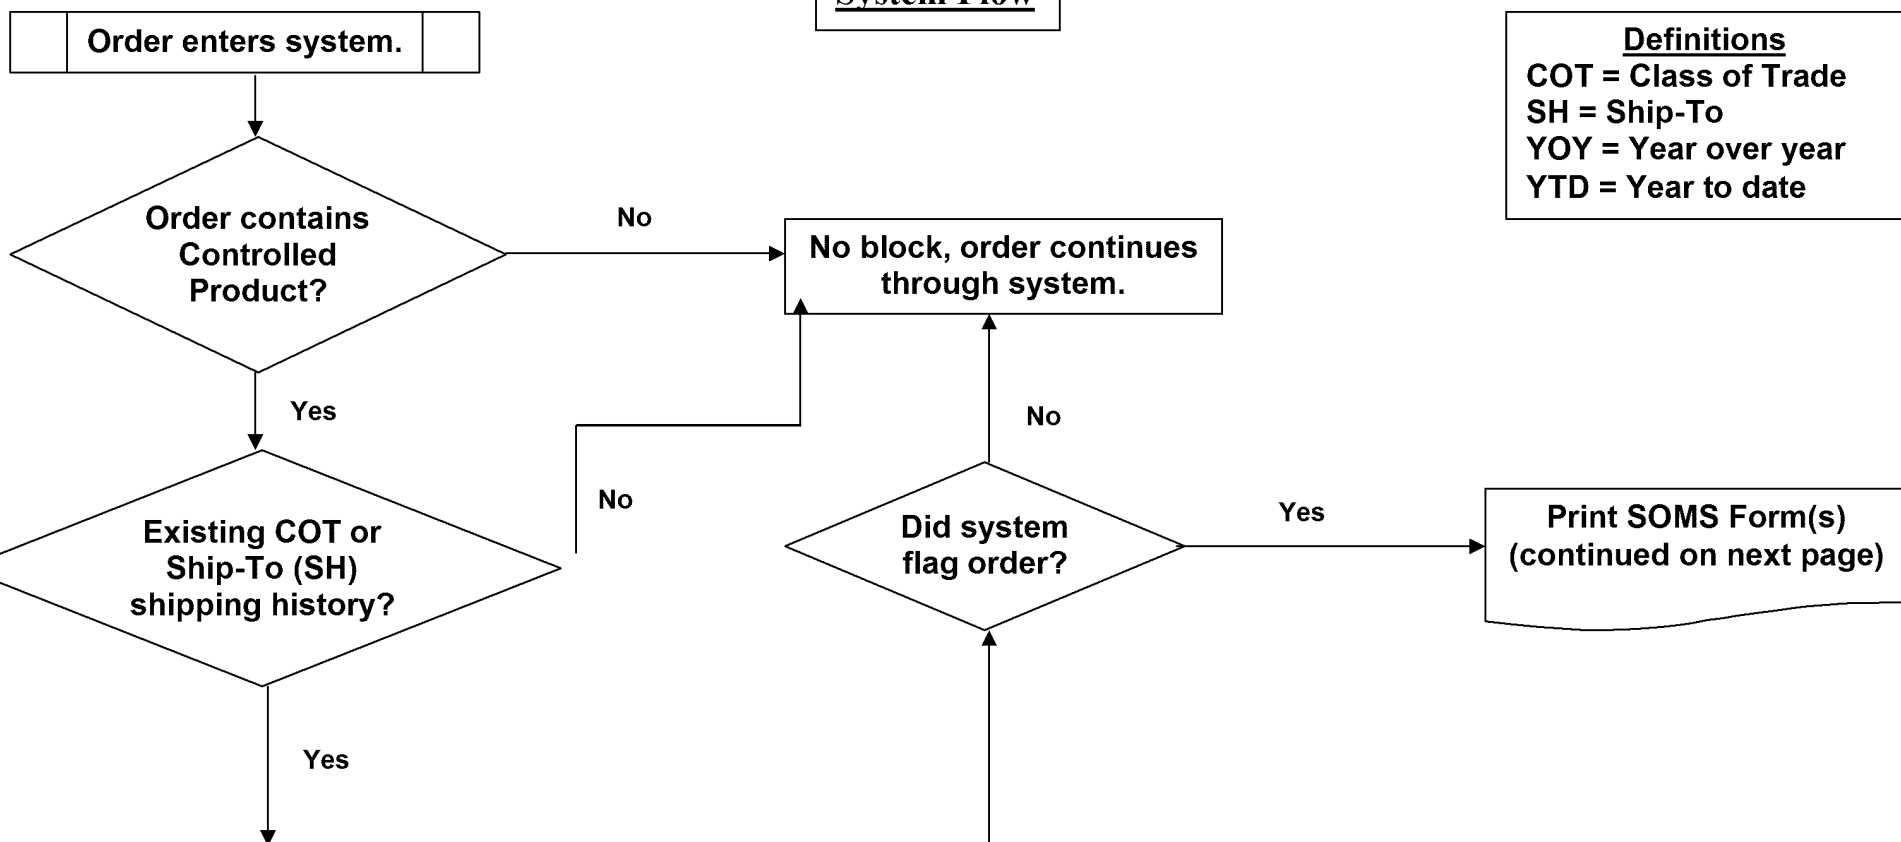 System Flow
Order enters system.
Definitions
COT = Class of Trade
SH = Ship-To
YOY = Year over year
YTD = Year to date
Order contains
Controlled
Product?
No
No block, order continues
through system.
Yes
No
Existing COT or
Ship-To (SH)
shipping history?
No
Did system
flag order?
Yes
Print SOMS Form(s)
(continued on next page)
Yes